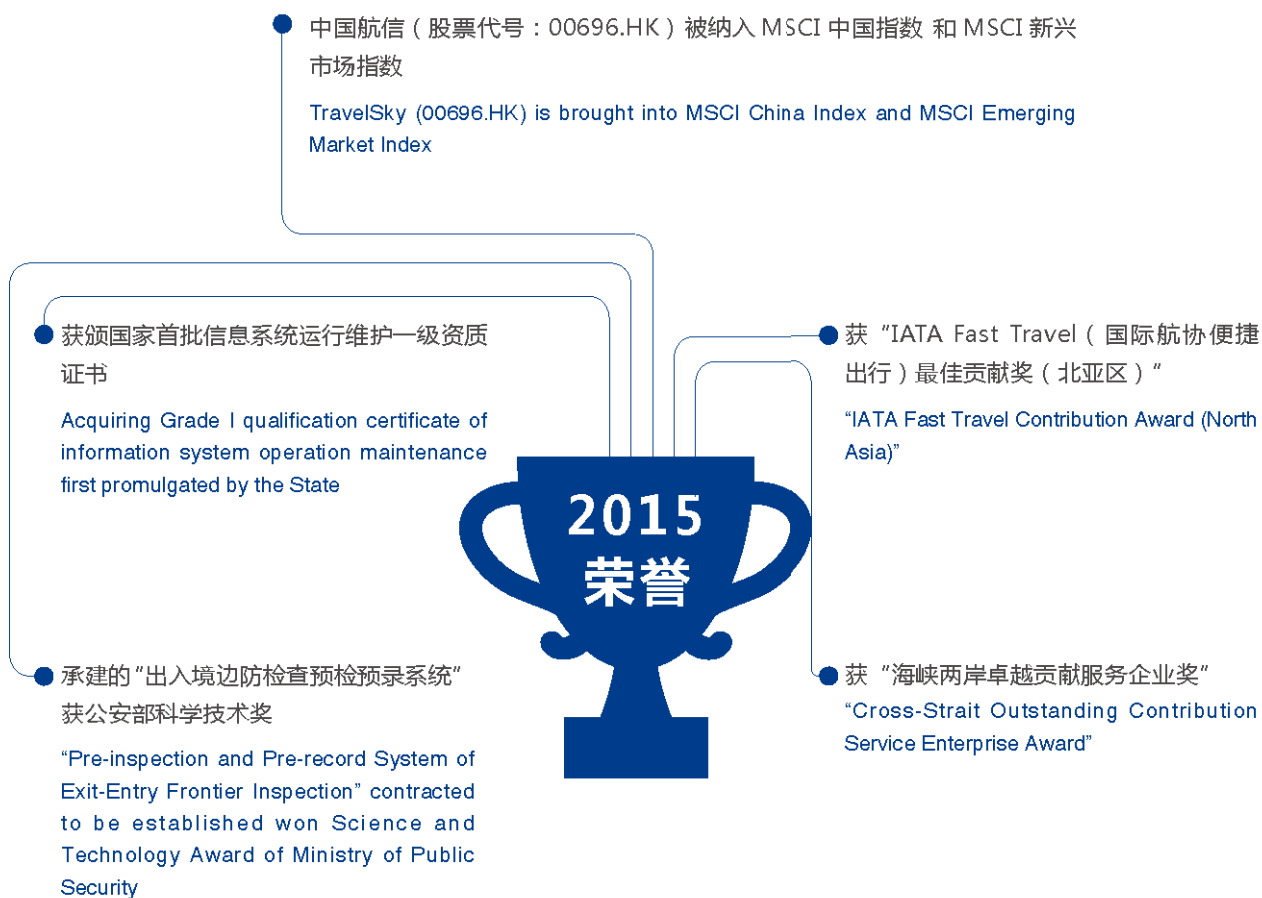 中国航信（股票代号：00696.HK）被纳入 MSCI 中国指数 和 MSCI 新兴
市场指数
TravelSky (00696.HK) is brought into MSCI China Index and MSCI Emerging
Market Index
获颁国家首批信息系统运行维护一级资质
证书
Acquiring Grade I qualification certificate of
information system operation maintenance
first promulgated by the State
获“IATA Fast Travel（国际航协便捷
出行）最佳贡献奖（北亚区）”
“IATA Fast Travel Contribution Award (North
Asia)”
2015
荣誉
承建的“出入境边防检查预检预录系统”
获公安部科学技术奖
“Pre-inspection and Pre-record System of
Exit-Entry Frontier Inspection” contracted
to be established won Science and
Technology Award of Ministry of Public
Security
获“海峡两岸卓越贡献服务企业奖”
“Cross-Strait Outstanding Contribution
Service Enterprise Award”